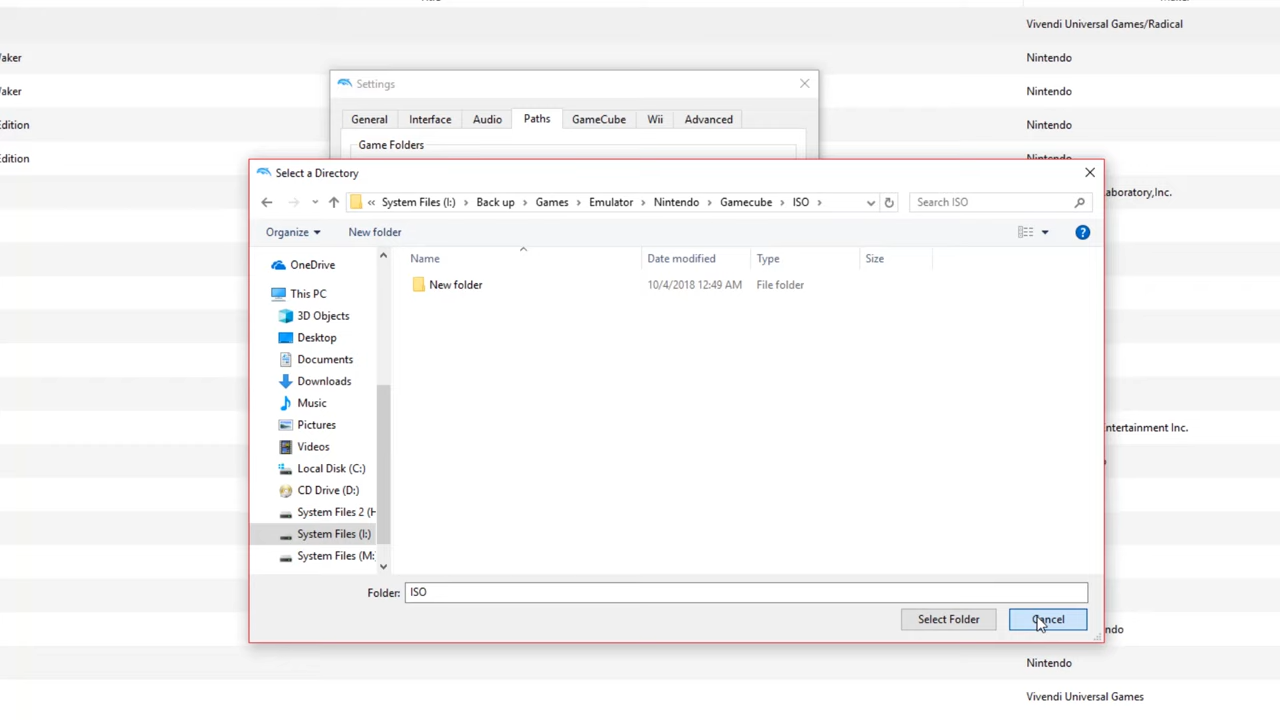 Vivendi Universal Games/Radical
Nintendo
Nintendo
Edition
Nintendo
Edition
Settings
General Interface Audio Paths GameCube Wii Advanced
Game Folders
Select a Directory
« System Files (I:) › Back up › Games › Emulator › Nintendo › Gamecube › ISO ›
Search ISO
Organize New folder
Name Date modified Type Size
New folder 10/4/2018 12:49 AM File folder
OneDrive
This PC
3D Objects
Desktop
Documents
Downloads
Music
Pictures
Videos
Local Disk (C:)
CD Drive (D:)
System Files 2 (H
System Files (I:)
System Files (M:
Folder: ISO
Select Folder Cancel
aboratory,Inc.
ntertainment Inc.
ndo
Nintendo
Vivendi Universal Games